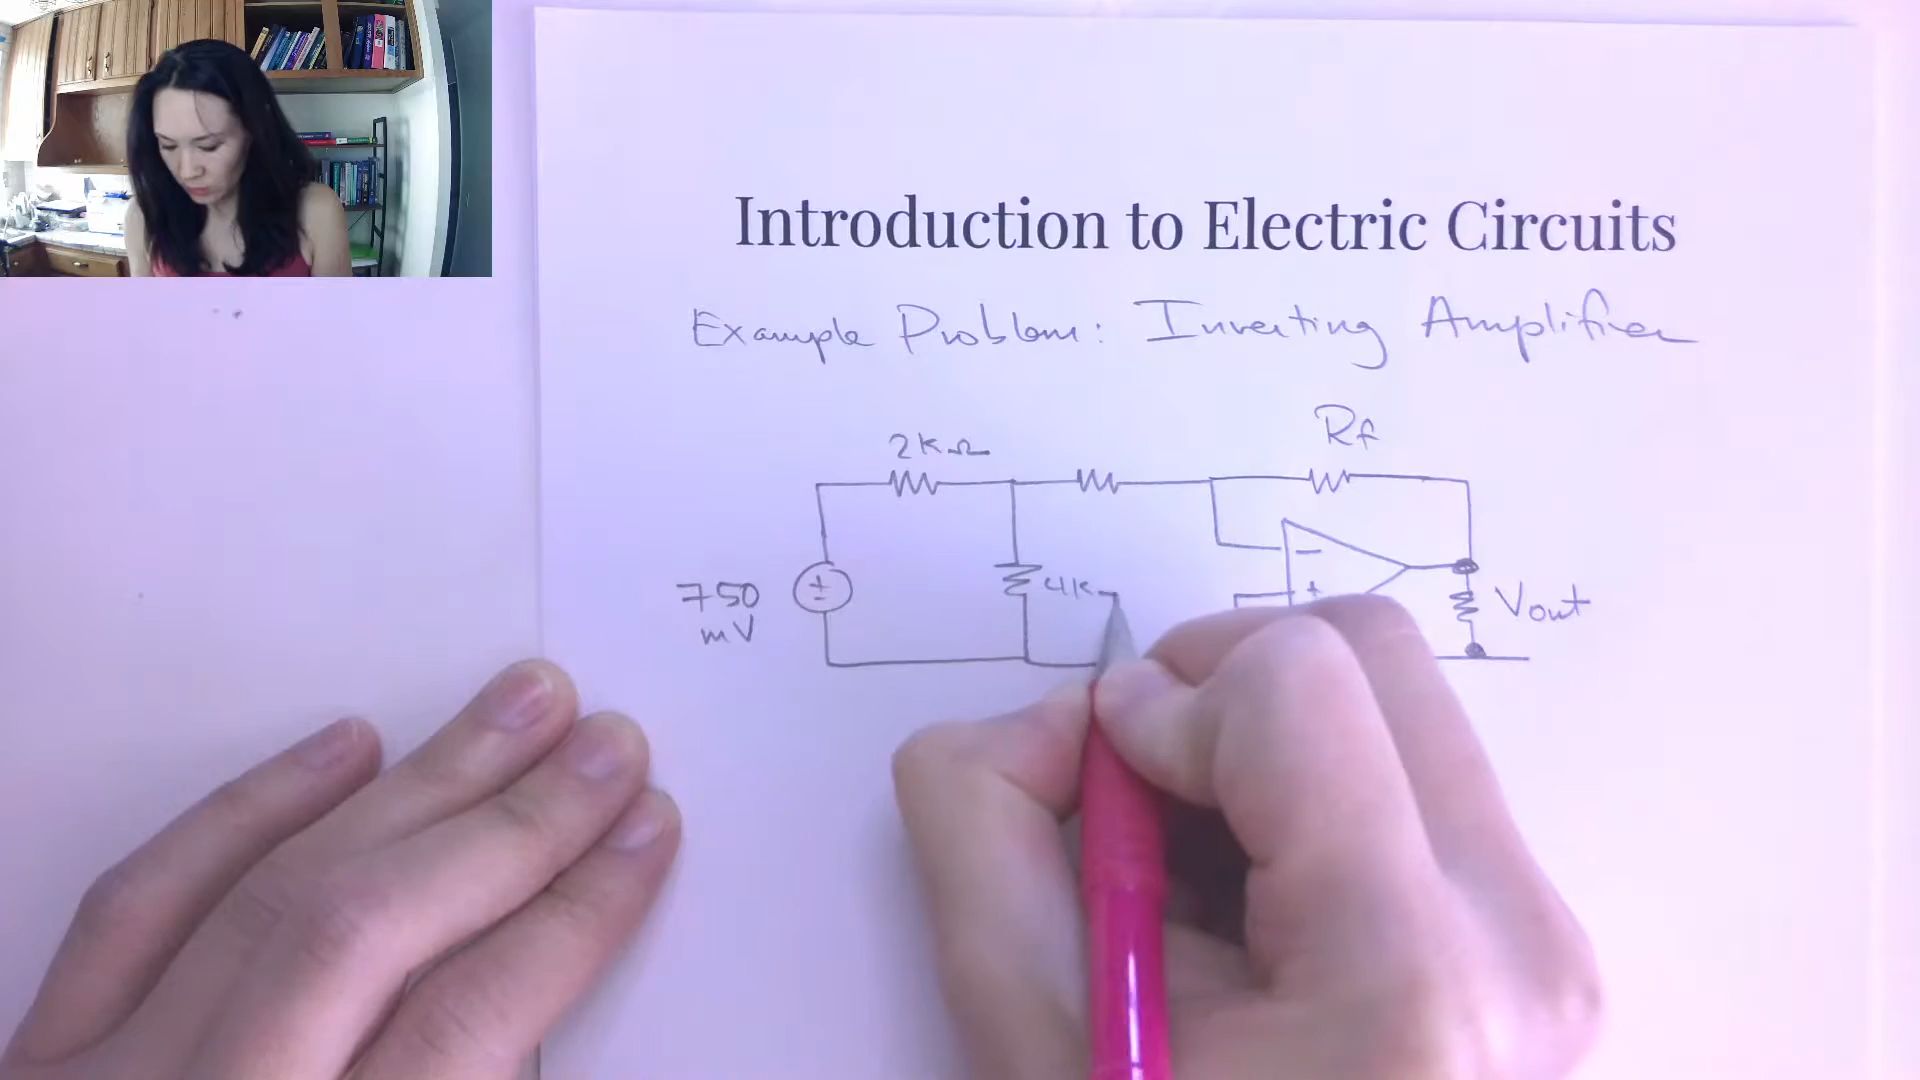 Introduction to Electric Circuits
Example Problem: Inverting Amplifier
Rf
2KΩ
750
mV
±
4K
−
+
Vout